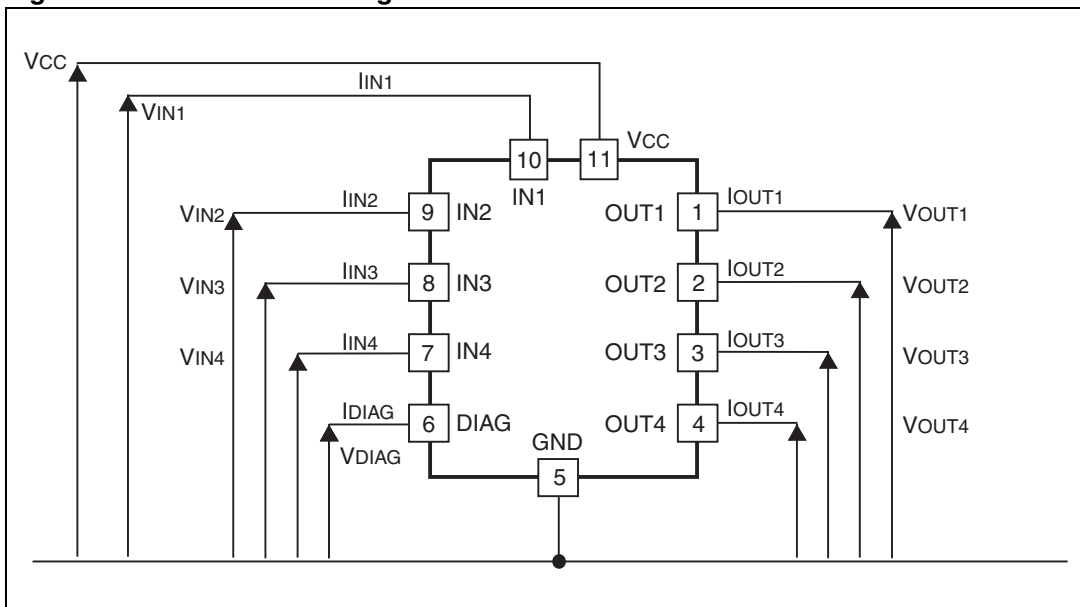 VCC
IIN1
VIN1
VCC
10
11
IN1
VIN2
IIN2
9
IN2
OUT1
1
IOUT1
VOUT1
VIN3
IIN3
8
IN3
OUT2
2
IOUT2
VOUT2
VIN4
IIN4
7
IN4
OUT3
3
IOUT3
VOUT3
IDIAG
6
DIAG
OUT4
4
IOUT4
VOUT4
VDIAG
GND
5